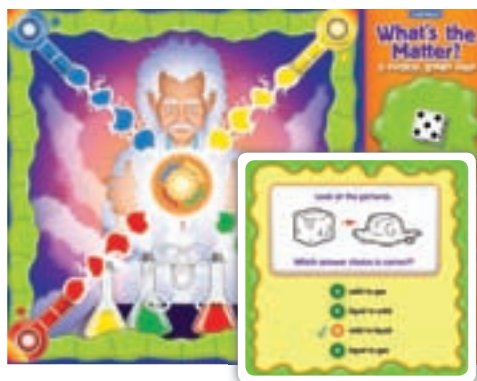 What's the
Matter?
Look at the pictures.
Which answer choice is correct?
solid to gas
liquid to solid
solid to liquid
liquid to gas